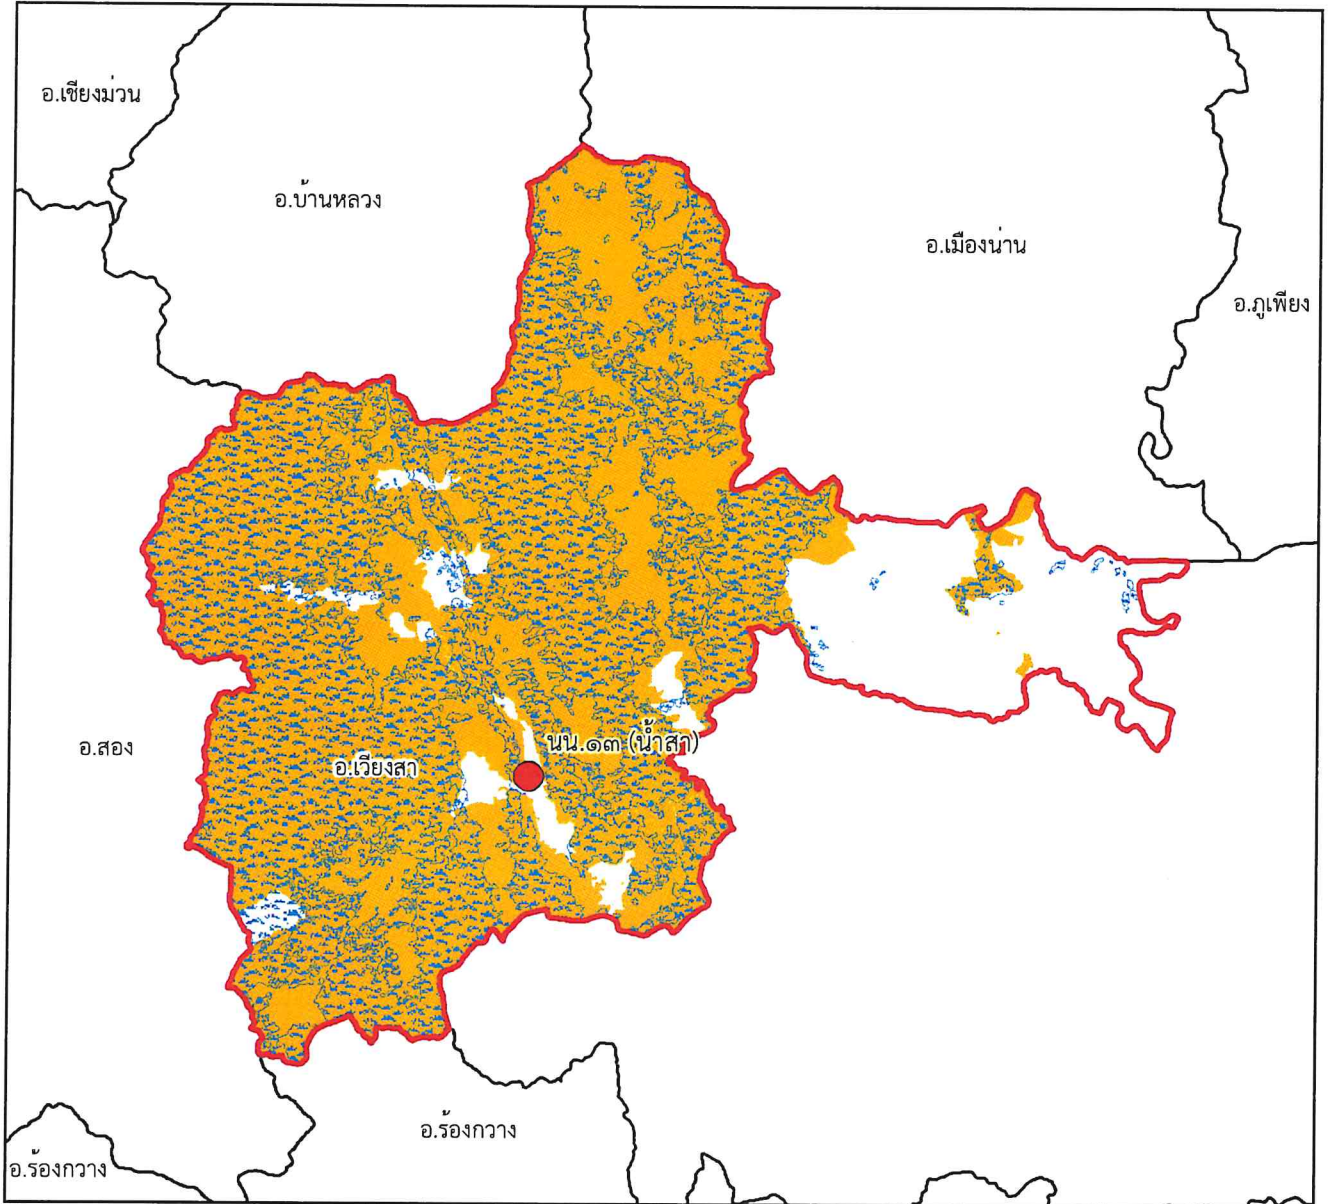 อ.เชียงม่วน
อ.บ้านหลวง
อ.เมืองน่าน
อ.ภูเพียง
อ.สอง
นน.๑๓ (น้ำสา)
อ.เวียงสา
อ.ร้องกวาง
อ.ร้องกวาง